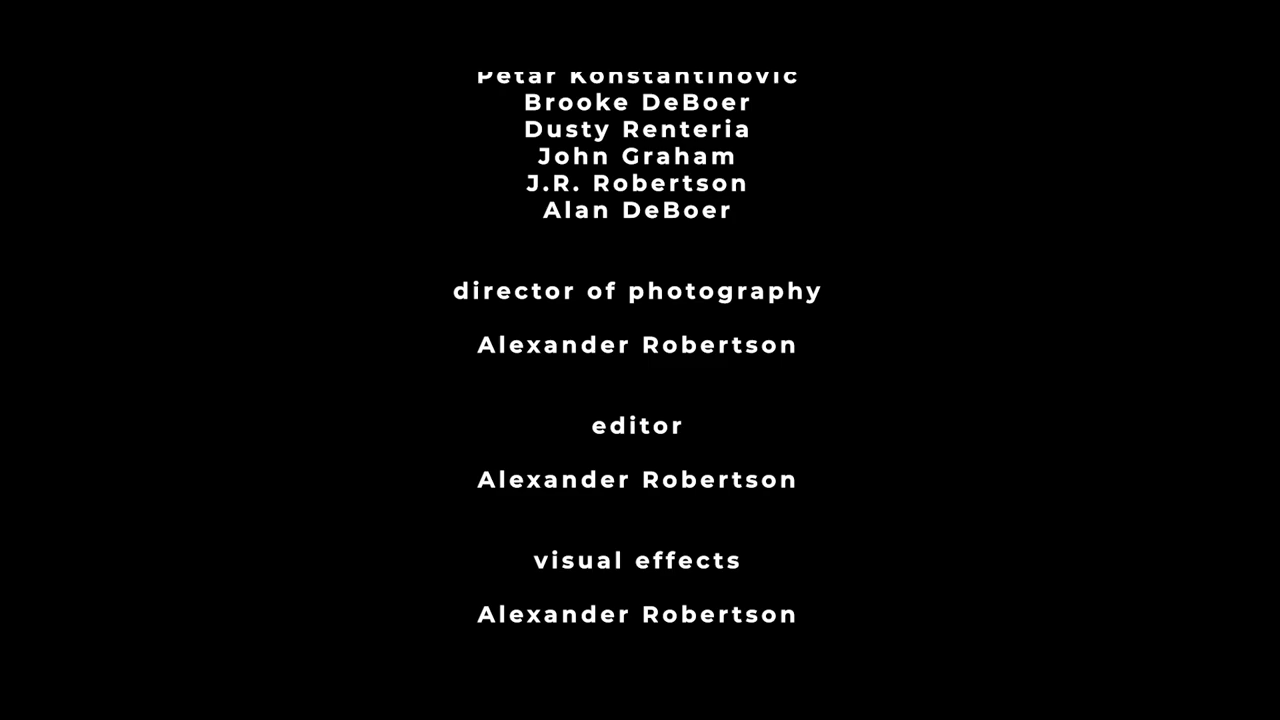 Petar Konstantinovic
Brooke DeBoer
Dusty Renteria
John Graham
J.R. Robertson
Alan DeBoer
director of photography
Alexander Robertson
editor
Alexander Robertson
visual effects
Alexander Robertson